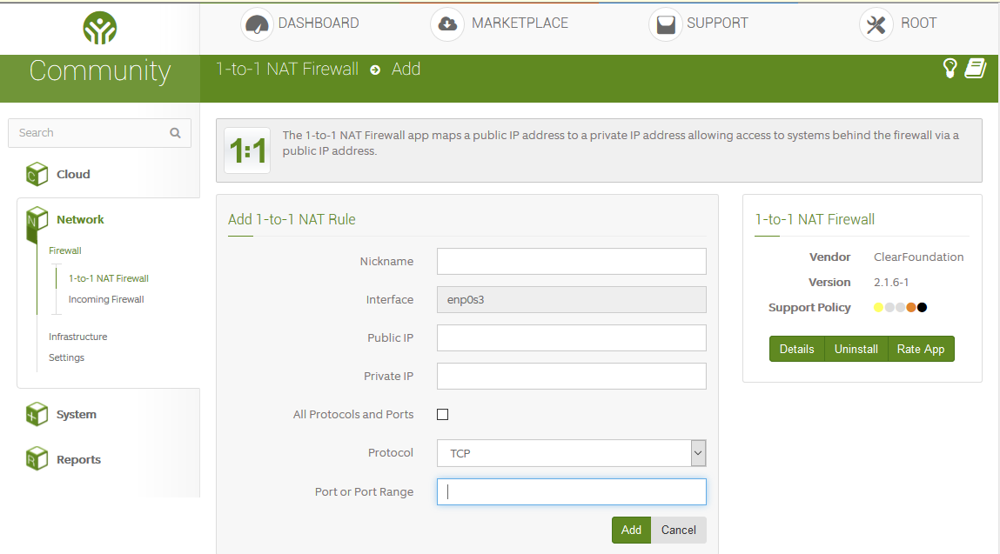 DASHBOARD
MARKETPLACE
SUPPORT
ROOT
Community
1-to-1 NAT Firewall Add
Search
Cloud
Network
Firewall
1-to-1 NAT Firewall
Incoming Firewall
Infrastructure
Settings
System
Reports
1:1
The 1-to-1 NAT Firewall app maps a public IP address to a private IP address allowing access to systems behind the firewall via a
public IP address.
Add 1-to-1 NAT Rule
Nickname
Interface enp0s3
Public IP
Private IP
All Protocols and Ports
Protocol TCP
Port or Port Range
Add Cancel
1-to-1 NAT Firewall
Vendor ClearFoundation
Version 2.1.6-1
Support Policy
Details Uninstall Rate App